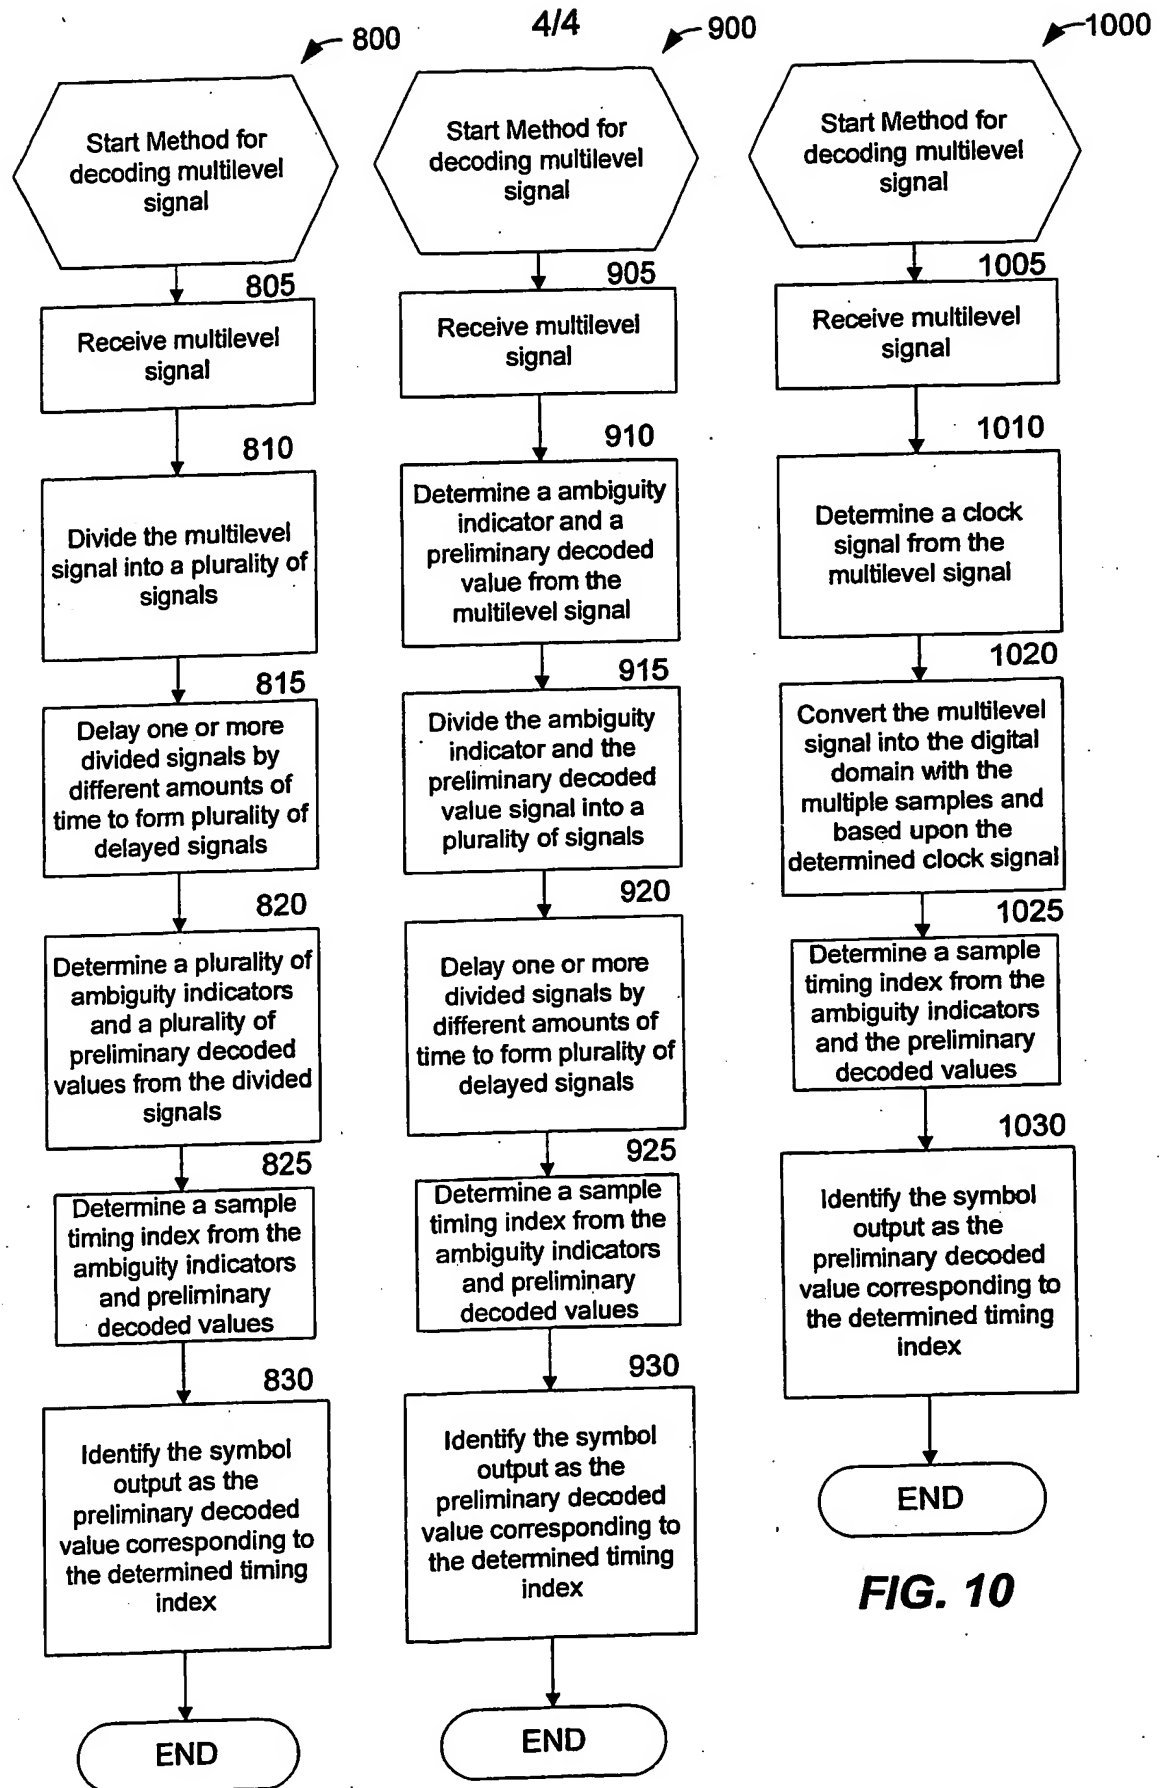 4/4
800
Start Method for
decoding multilevel
signal
805
Receive multilevel
signal
810
Divide the multilevel
signal into a plurality of
signals
815
Delay one or more
divided signals by
different amounts of
time to form plurality of
delayed signals
820
Determine a plurality of
ambiguity indicators
and a plurality of
preliminary decoded
values from the divided
signals
825
Determine a sample
timing index from the
ambiguity indicators
and preliminary
decoded values
830
Identify the symbol
output as the
preliminary decoded
value corresponding to
the determined timing
index
END
900
Start Method for
decoding multilevel
signal
905
Receive multilevel
signal
910
Determine a ambiguity
indicator and a
preliminary decoded
value from the
multilevel signal
915
Divide the ambiguity
indicator and the
preliminary decoded
value signal into a
plurality of signals
920
Delay one or more
divided signals by
different amounts of
time to form plurality of
delayed signals
925
Determine a sample
timing index from the
ambiguity indicators
and preliminary
decoded values
930
Identify the symbol
output as the
preliminary decoded
value corresponding to
the determined timing
index
END
1000
Start Method for
decoding multilevel
signal
1005
Receive multilevel
signal
1010
Determine a clock
signal from the
multilevel signal
1020
Convert the multilevel
signal into the digital
domain with the
multiple samples and
based upon the
determined clock signal
1025
Determine a sample
timing index from the
ambiguity indicators
and the preliminary
decoded values
1030
Identify the symbol
output as the
preliminary decoded
value corresponding to
the determined timing
index
END
FIG. 10